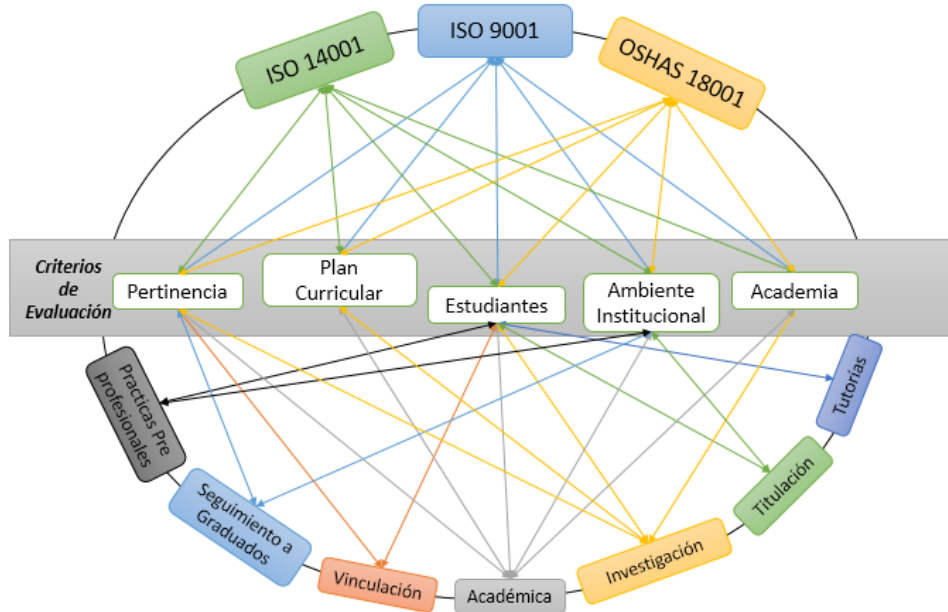 ISO 14001
ISO 9001
OSHAS 18001
Criterios
de
Evaluación
Pertinencia
Plan
Curricular
Estudiantes
Ambiente
Institucional
Academia
Practicas Pre
profesionales
Seguimiento a
Graduados
Vinculación
Académica
Investigación
Titulación
Tutorías